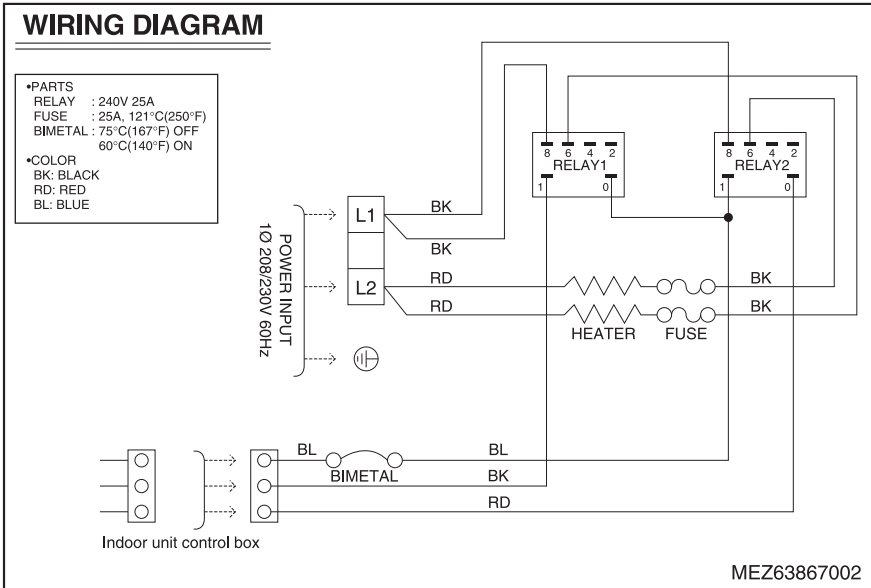 WIRING DIAGRAM
•PARTS
RELAY : 240V 25A
FUSE : 25A, 121°C(250°F)
BIMETAL : 75°C(167°F) OFF
60°C(140°F) ON
•COLOR
BK: BLACK
RD: RED
BL: BLUE
8 6 4 2
RELAY1
1 0
8 6 4 2
RELAY2
1 0
POWER INPUT
1Ø 208/230V 60Hz
L1
BK
BK
L2
RD
RD
HEATER
FUSE
BK
BK
BL
BIMETAL
BL
BK
RD
Indoor unit control box
MEZ63867002